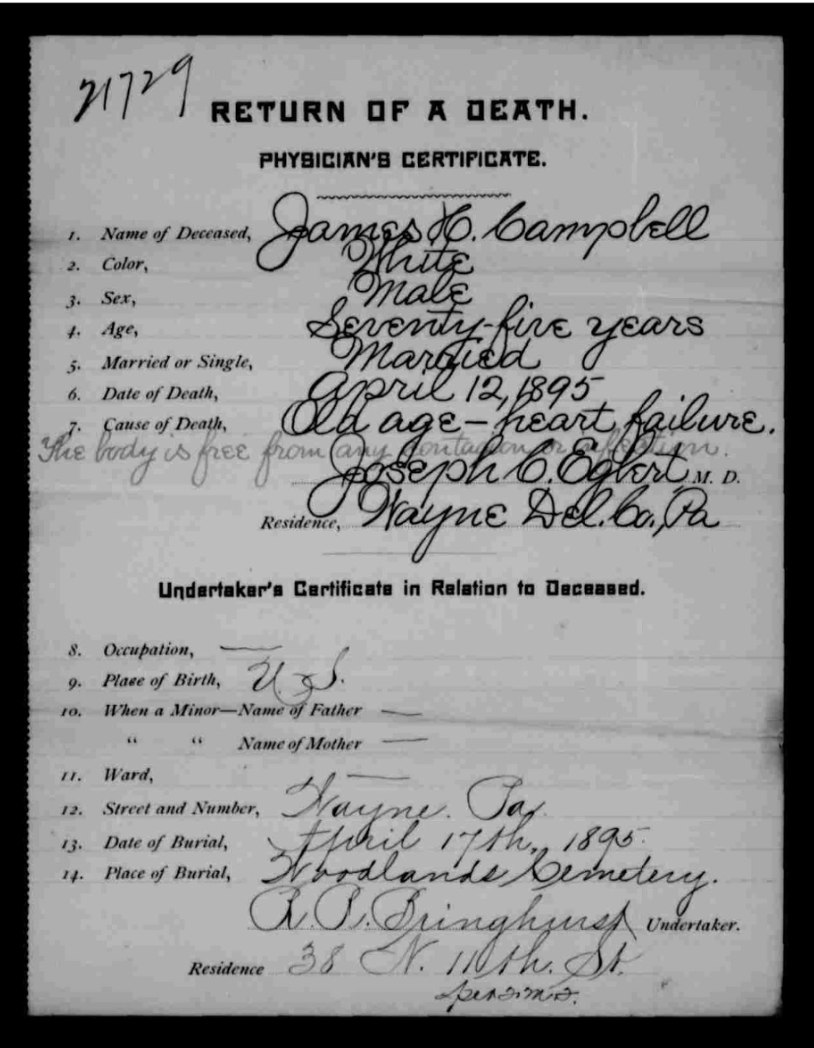 21729
RETURN OF A DEATH.
PHYSICIAN'S CERTIFICATE.
1. Name of Deceased, James H. Campbell
2. Color, White
3. Sex, Male
4. Age, Seventy-five years
5. Married or Single, Married
6. Date of Death, April 12, 1895
7. Cause of Death, Old age – heart failure.
The body is free from any contagion or infection.
Joseph C. Egbert M. D.
Residence, Wayne Del. Co., Pa
Undertaker's Certificate in Relation to Deceased.
8. Occupation, —
9. Place of Birth, U. S.
10. When a Minor—Name of Father —
" " Name of Mother —
11. Ward, —
12. Street and Number, Wayne. Pa.
13. Date of Burial, April 17th, 1895.
14. Place of Burial, Woodlands Cemetery.
R. R. Bringhurst Undertaker.
Residence 38 N. 11th. St.
per